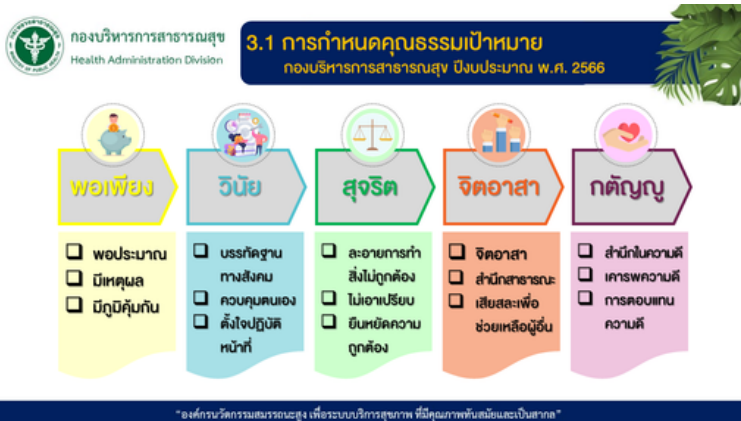 กองบริหารการสาธารณสุข
Health Administration Division
3.1 การกำหนดคุณธรรมเป้าหมาย
กองบริหารการสาธารณสุข ปีงบประมาณ พ.ศ. 2566
พอเพียง
วินัย
สุจริต
จิตอาสา
กตัญญู
พอประมาณ
มีเหตุผล
มีภูมิคุ้มกัน
บรรทัดฐาน
ทางสังคม
ควบคุมตนเอง
ตั้งใจปฏิบัติ
หน้าที่
ละอายการทำ
สิ่งไม่ถูกต้อง
ไม่เอาเปรียบ
ยืนหยัดความ
ถูกต้อง
จิตอาสา
สำนึกสาธารณะ
เสียสละเพื่อ
ช่วยเหลือผู้อื่น
สำนึกในความดี
เคารพความดี
การตอบแทน
ความดี
"องค์กรนวัตกรรมสมรรถนะสูง เพื่อระบบบริการสุขภาพ ที่มีคุณภาพทันสมัยและเป็นสากล"